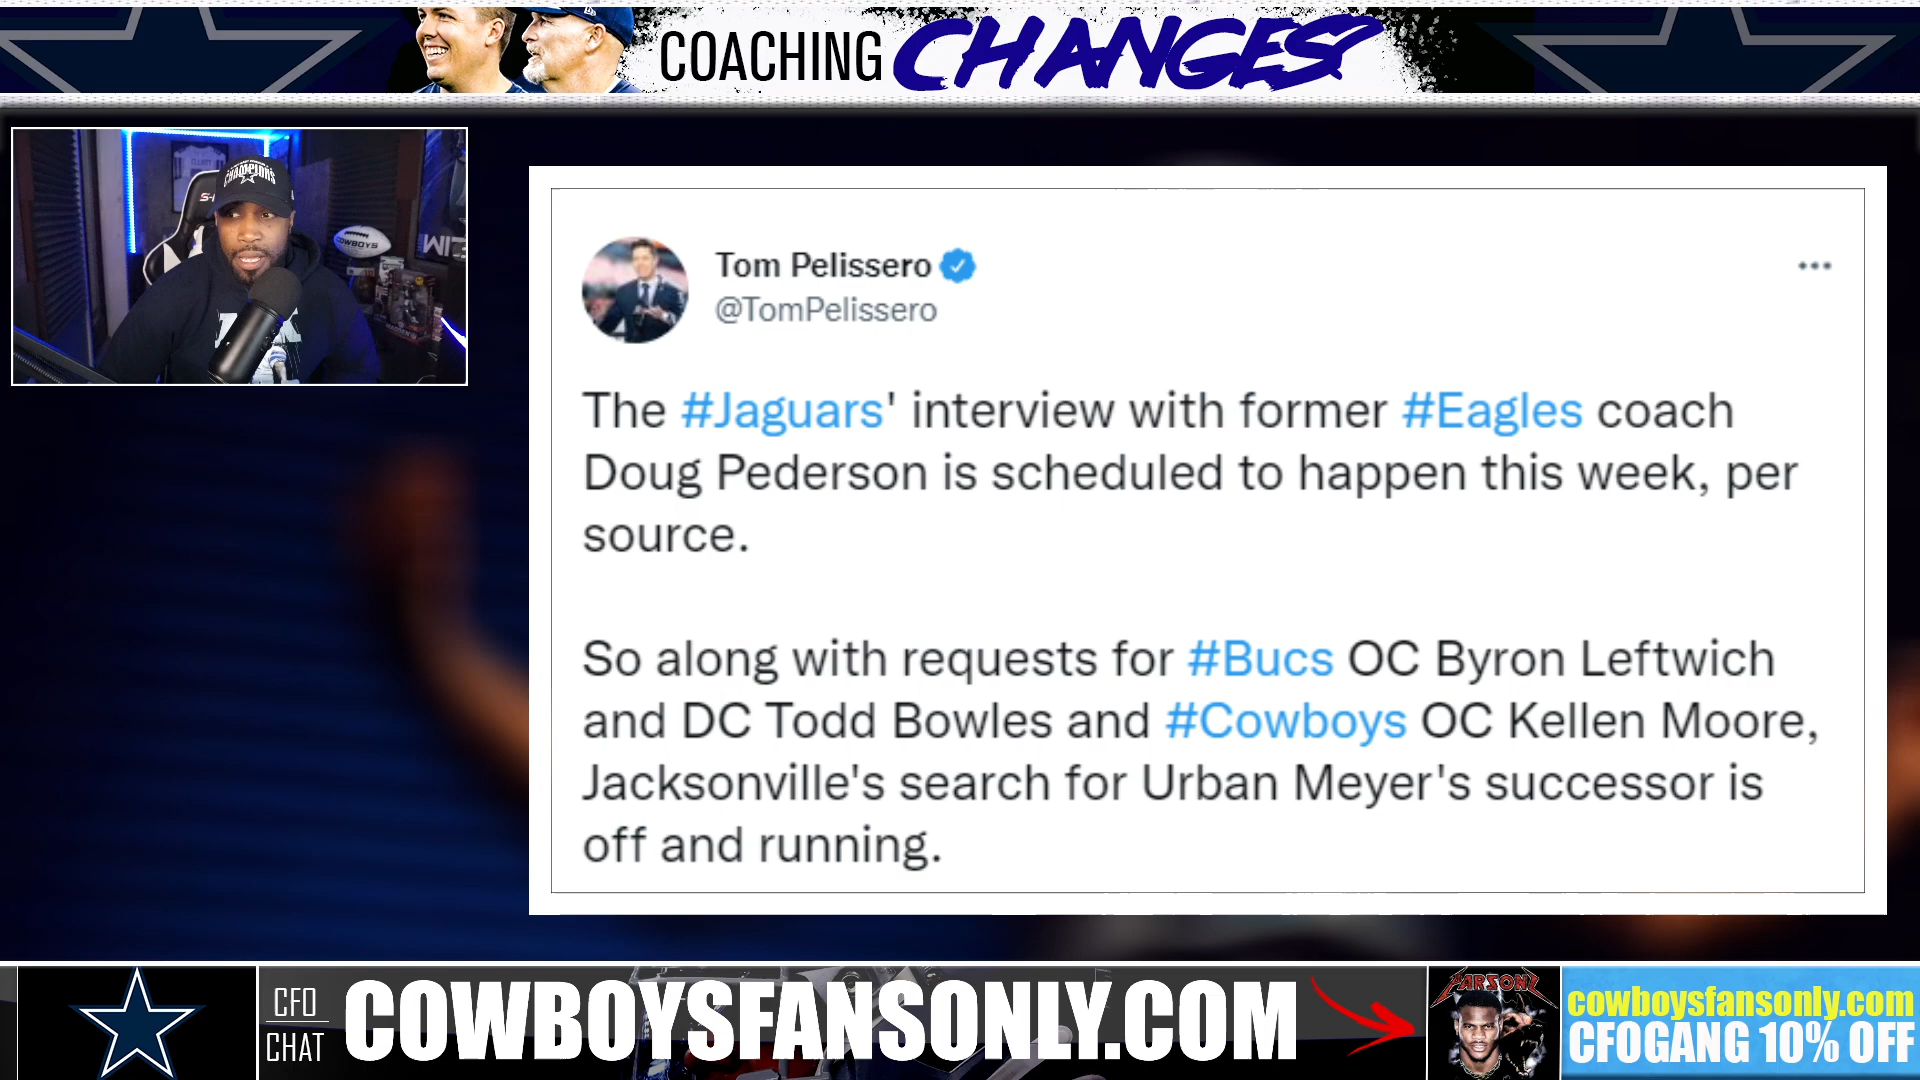 COACHING CHANGES?
CHAMPIONS
COWBOYS
Tom Pelissero
@TomPelissero
The #Jaguars' interview with former #Eagles coach
Doug Pederson is scheduled to happen this week, per
source.
So along with requests for #Bucs OC Byron Leftwich
and DC Todd Bowles and #Cowboys OC Kellen Moore,
Jacksonville's search for Urban Meyer's successor is
off and running.
CFO
CHAT
COWBOYSFANSONLY.COM
PARSONS
cowboysfansonly.com
CFOGANG 10% OFF